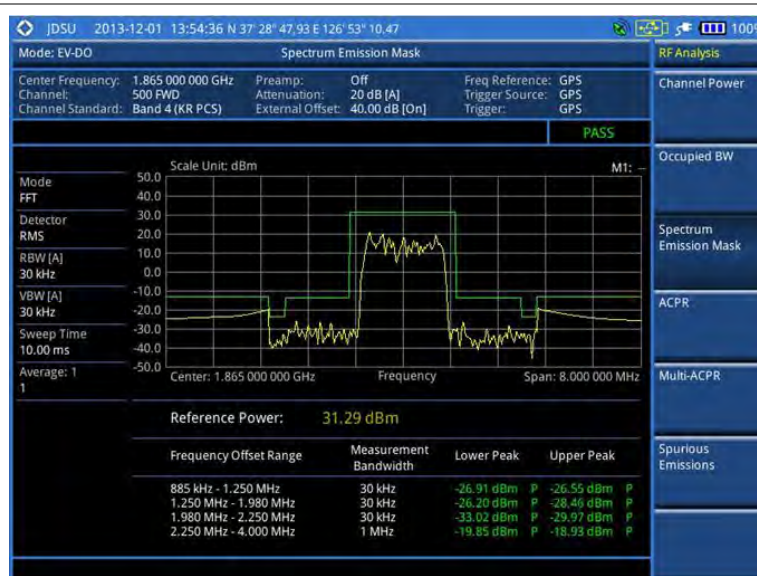 JDSU 2013-12-01 13:54:36 N 37° 28" 47,93 E 126° 53" 10.47 100%
Mode: EV-DO Spectrum Emission Mask RF Analysis
Center Frequency: 1.865 000 000 GHz Preamp: Off Freq Reference: GPS
Channel: 500 FWD Attenuation: 20 dB [A] Trigger Source: GPS
Channel Standard: Band 4 (KR PCS) External Offset: 40.00 dB [On] Trigger: GPS
Channel Power
PASS
Scale Unit: dBm M1: --
Occupied BW
Mode
FFT
Detector
RMS
RBW [A]
30 kHz
VBW [A]
30 kHz
Sweep Time
10.00 ms
Average: 1
1
50.0
40.0
30.0
20.0
10.0
0.0
-10.0
-20.0
-30.0
-40.0
-50.0
Center: 1.865 000 000 GHz Frequency Span: 8.000 000 MHz
Spectrum
Emission Mask
ACPR
Multi-ACPR
Reference Power: 31.29 dBm
Frequency Offset Range Measurement Bandwidth Lower Peak Upper Peak
885 kHz - 1.250 MHz 30 kHz -26.91 dBm P -26.55 dBm P
1.250 MHz - 1.980 MHz 30 kHz -26.20 dBm P -28.46 dBm P
1.980 MHz - 2.250 MHz 30 kHz -33.02 dBm P -29.97 dBm P
2.250 MHz - 4.000 MHz 1 MHz -19.85 dBm P -18.93 dBm P
Spurious
Emissions